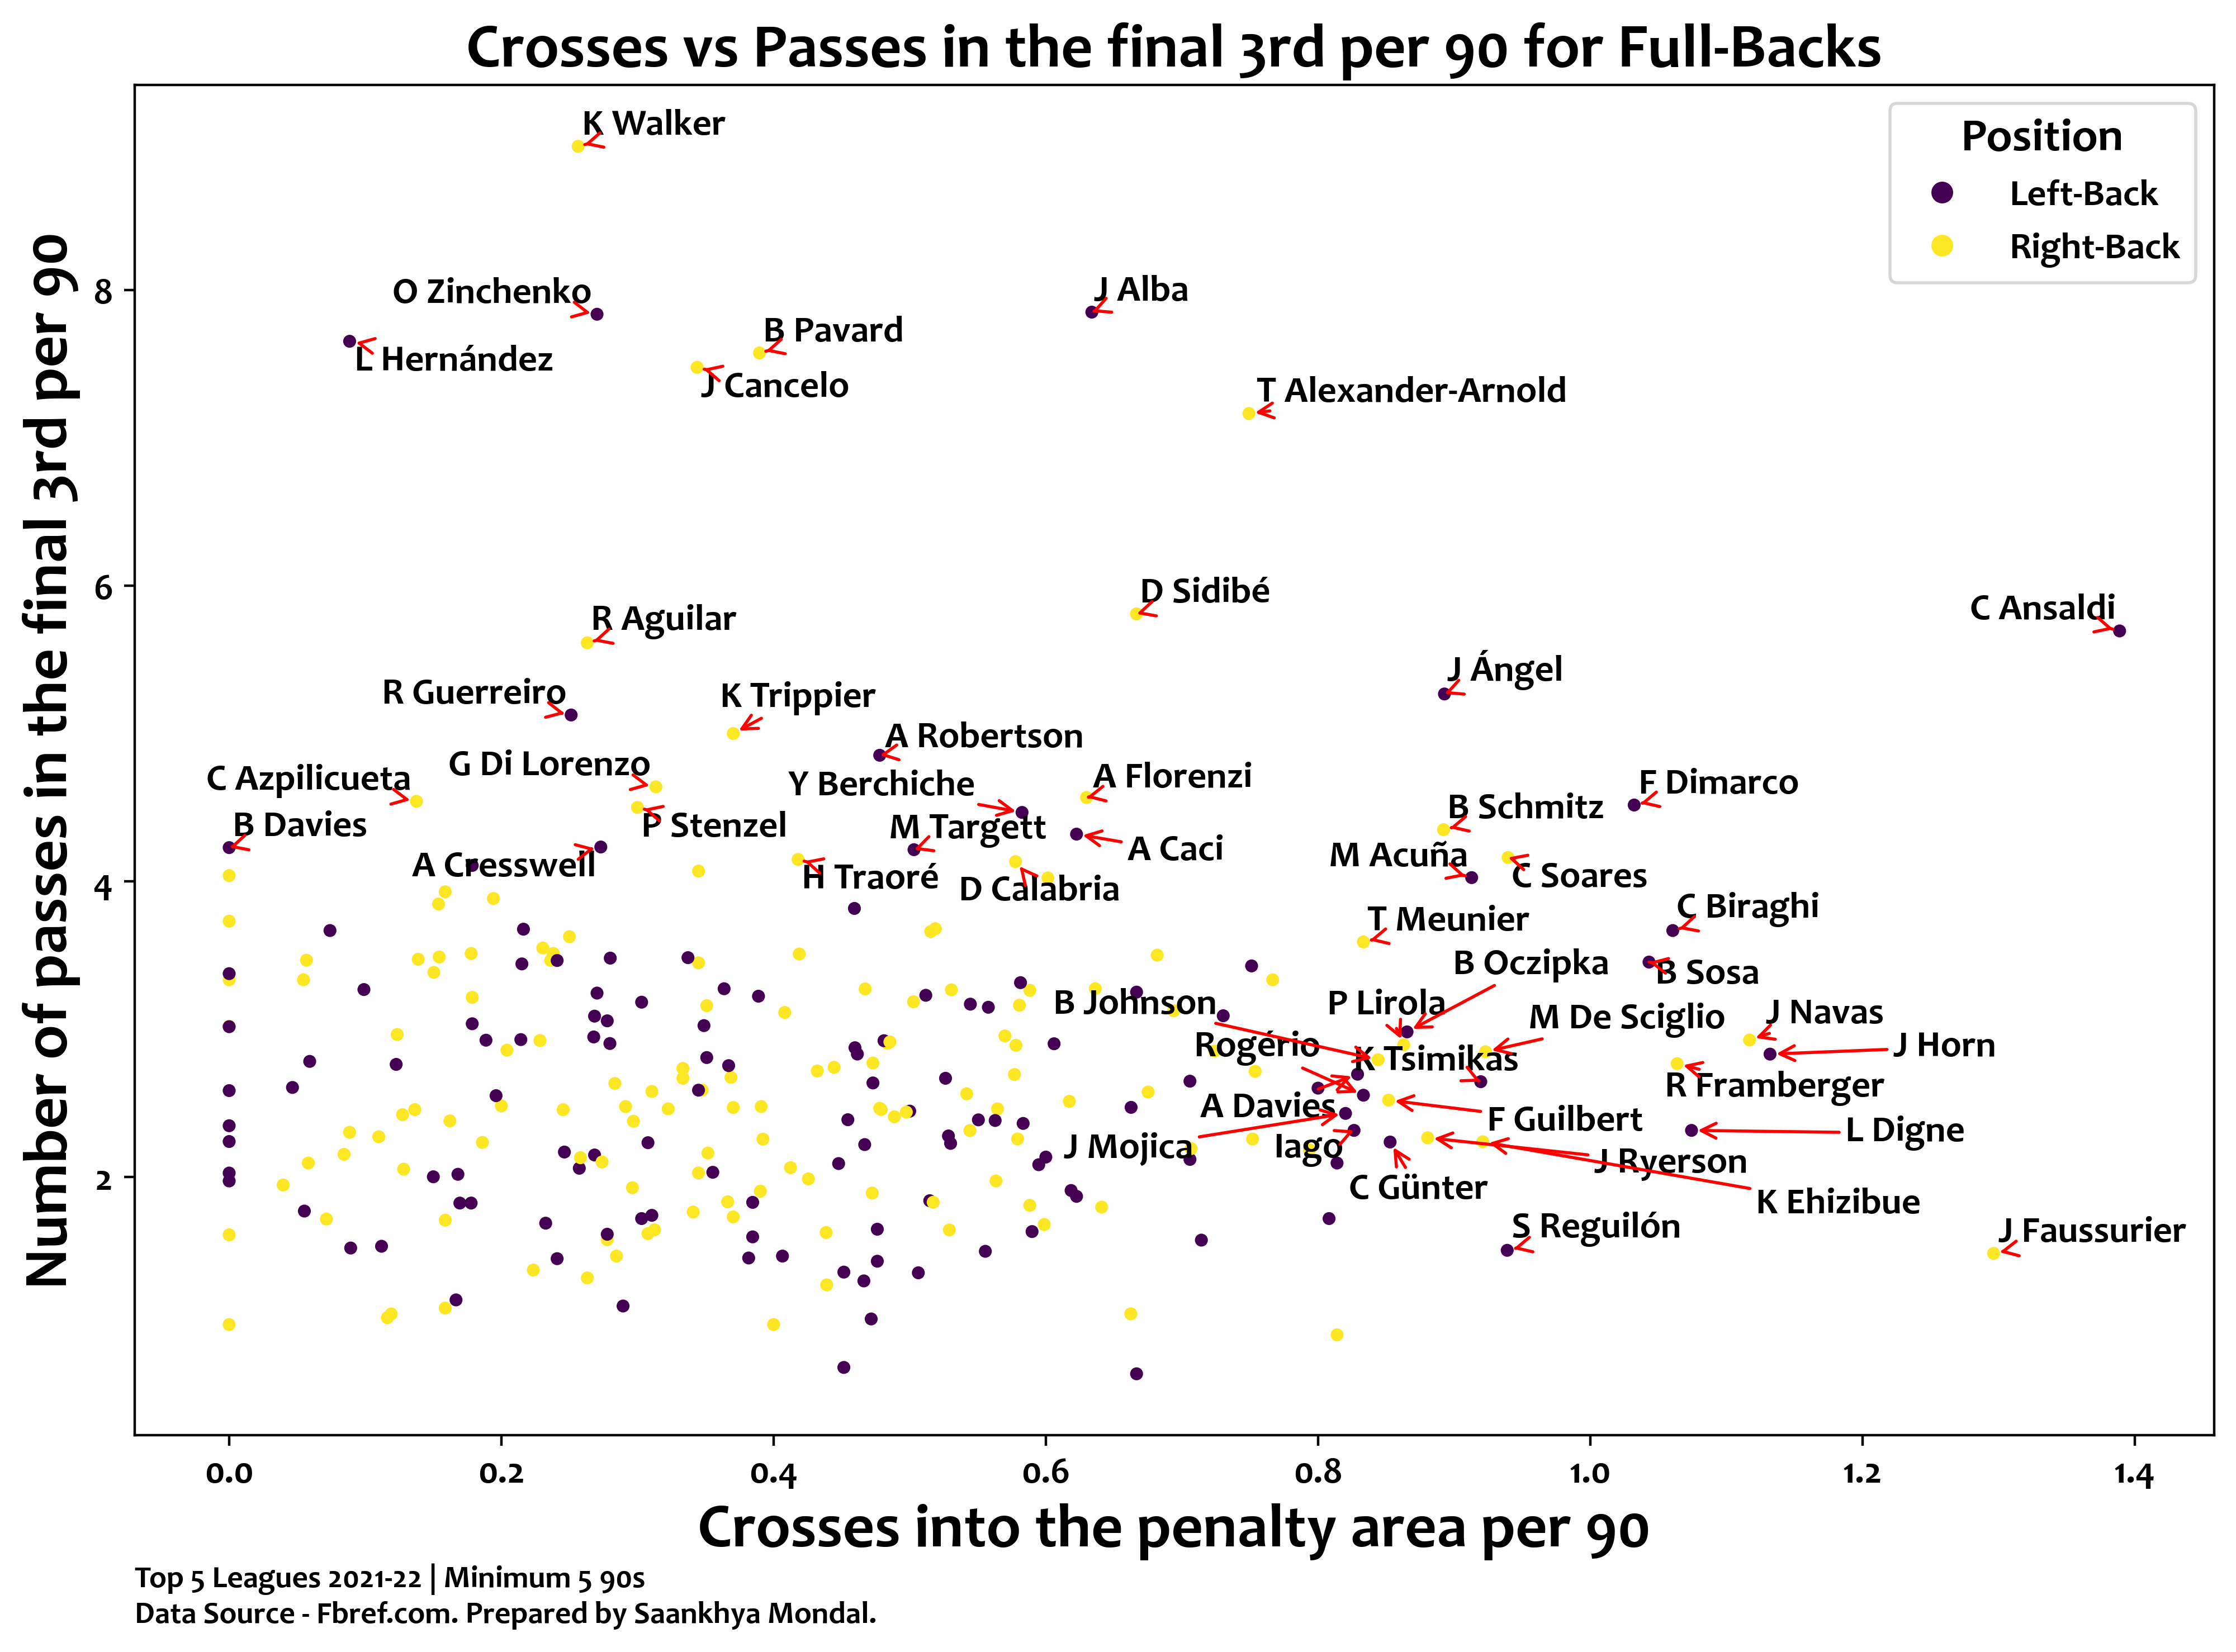 Crosses vs Passes in the final 3rd per 90 for Full-Backs
Position
Left-Back
Right-Back
K Walker
O Zinchenko
J Alba
L Hernández
B Pavard
J Cancelo
T Alexander-Arnold
D Sidibé
C Ansaldi
R Aguilar
J Ángel
R Guerreiro
K Trippier
A Robertson
G Di Lorenzo
C Azpilicueta
Y Berchiche
A Florenzi
F Dimarco
B Schmitz
B Davies
P Stenzel
M Targett
A Caci
M Acuña
A Cresswell
H Traoré
D Calabria
C Soares
T Meunier
C Biraghi
B Oczipka
B Sosa
B Johnson
P Lirola
M De Sciglio
J Navas
Rogério
K Tsimikas
J Horn
R Framberger
A Davies
F Guilbert
L Digne
J Mojica
Iago
J Ryerson
C Günter
K Ehizibue
S Reguilón
J Faussurier
8
6
4
2
Number of passes in the final 3rd per 90
0.0 0.2 0.4 0.6 0.8 1.0 1.2 1.4
Crosses into the penalty area per 90
Top 5 Leagues 2021-22 | Minimum 5 90s
Data Source - Fbref.com. Prepared by Saankhya Mondal.